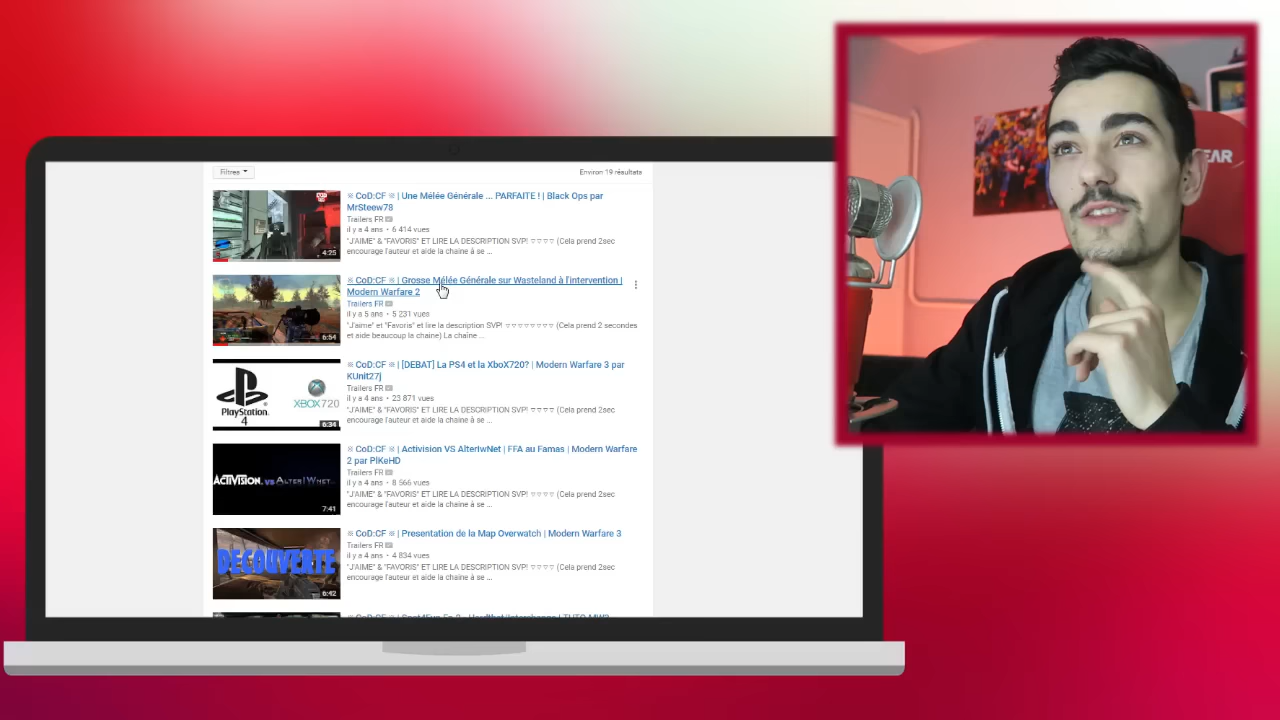 Filtres
Environ 19 résultats
※ CoD:CF ※ | Une Mélée Générale ... PARFAITE ! | Black Ops par
MrSteew78
Trailers FR
il y a 4 ans • 6 414 vues
"J'AIME" & "FAVORIS" ET LIRE LA DESCRIPTION SVP! ▽▽▽▽ (Cela prend 2sec
encourage l'auteur et aide la chaine à se ...
4:25
※ CoD:CF ※ | Grosse Mélée Générale sur Wasteland à l'intervention |
Modern Warfare 2
Trailers FR
il y a 5 ans • 5 231 vues
"J'aime" et "Favoris" et lire la description SVP! ▽▽▽▽▽▽▽▽ (Cela prend 2 secondes
et aide beaucoup la chaine) La chaîne ...
6:54
※ CoD:CF ※ | [DEBAT] La PS4 et la XboX720? | Modern Warfare 3 par
KUnit27j
Trailers FR
il y a 4 ans • 23 871 vues
"J'AIME" & "FAVORIS" ET LIRE LA DESCRIPTION SVP! ▽▽▽▽ (Cela prend 2sec
encourage l'auteur et aide la chaine à se ...
PlayStation
4
XBOX720
6:34
※ CoD:CF ※ | Activision VS AlterIwNet | FFA au Famas | Modern Warfare
2 par PlKeHD
Trailers FR
il y a 4 ans • 8 566 vues
"J'AIME" & "FAVORIS" ET LIRE LA DESCRIPTION SVP! ▽▽▽▽ (Cela prend 2sec
encourage l'auteur et aide la chaine à se ...
ACTIVISION. VS ALTERIWNET.
7:41
※ CoD:CF ※ | Presentation de la Map Overwatch | Modern Warfare 3
Trailers FR
il y a 4 ans • 4 834 vues
"J'AIME" & "FAVORIS" ET LIRE LA DESCRIPTION SVP! ▽▽▽▽ (Cela prend 2sec
encourage l'auteur et aide la chaine à se ...
DECOUVERTE
6:42